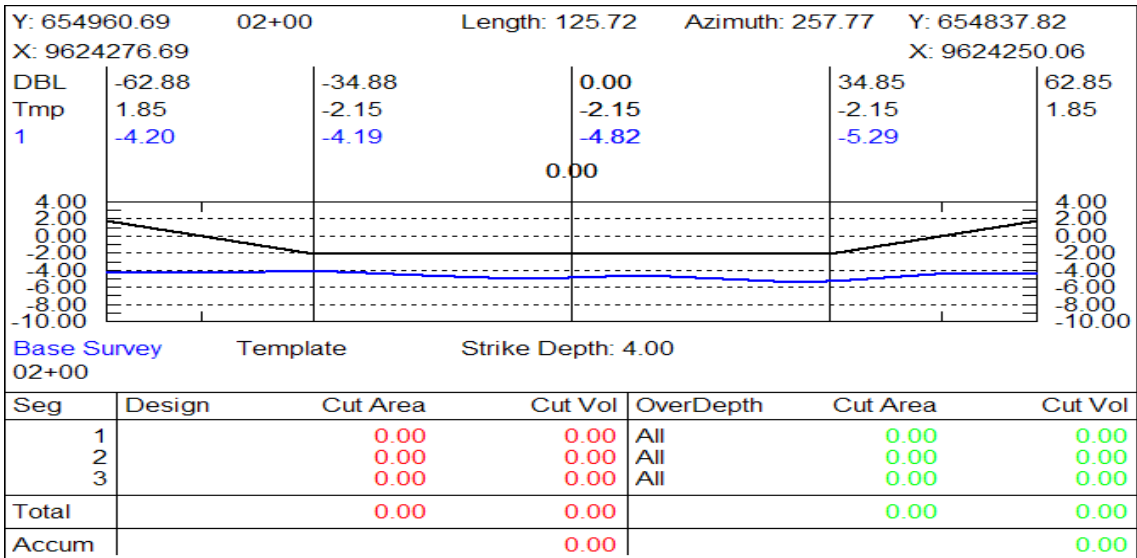 Y: 654960.69 02+00 Length: 125.72 Azimuth: 257.77 Y: 654837.82
X: 9624276.69 X: 9624250.06
DBL -62.88 -34.88 0.00 34.85 62.85
Tmp 1.85 -2.15 -2.15 -2.15 1.85
1 -4.20 -4.19 -4.82 -5.29
0.00
4.00 4.00
2.00 2.00
0.00 0.00
-2.00 -2.00
-4.00 -4.00
-6.00 -6.00
-8.00 -8.00
-10.00 -10.00
Base Survey Template Strike Depth: 4.00
02+00
Seg Design Cut Area Cut Vol OverDepth Cut Area Cut Vol
1 0.00 0.00 All 0.00 0.00
2 0.00 0.00 All 0.00 0.00
3 0.00 0.00 All 0.00 0.00
Total 0.00 0.00 0.00 0.00
Accum 0.00 0.00